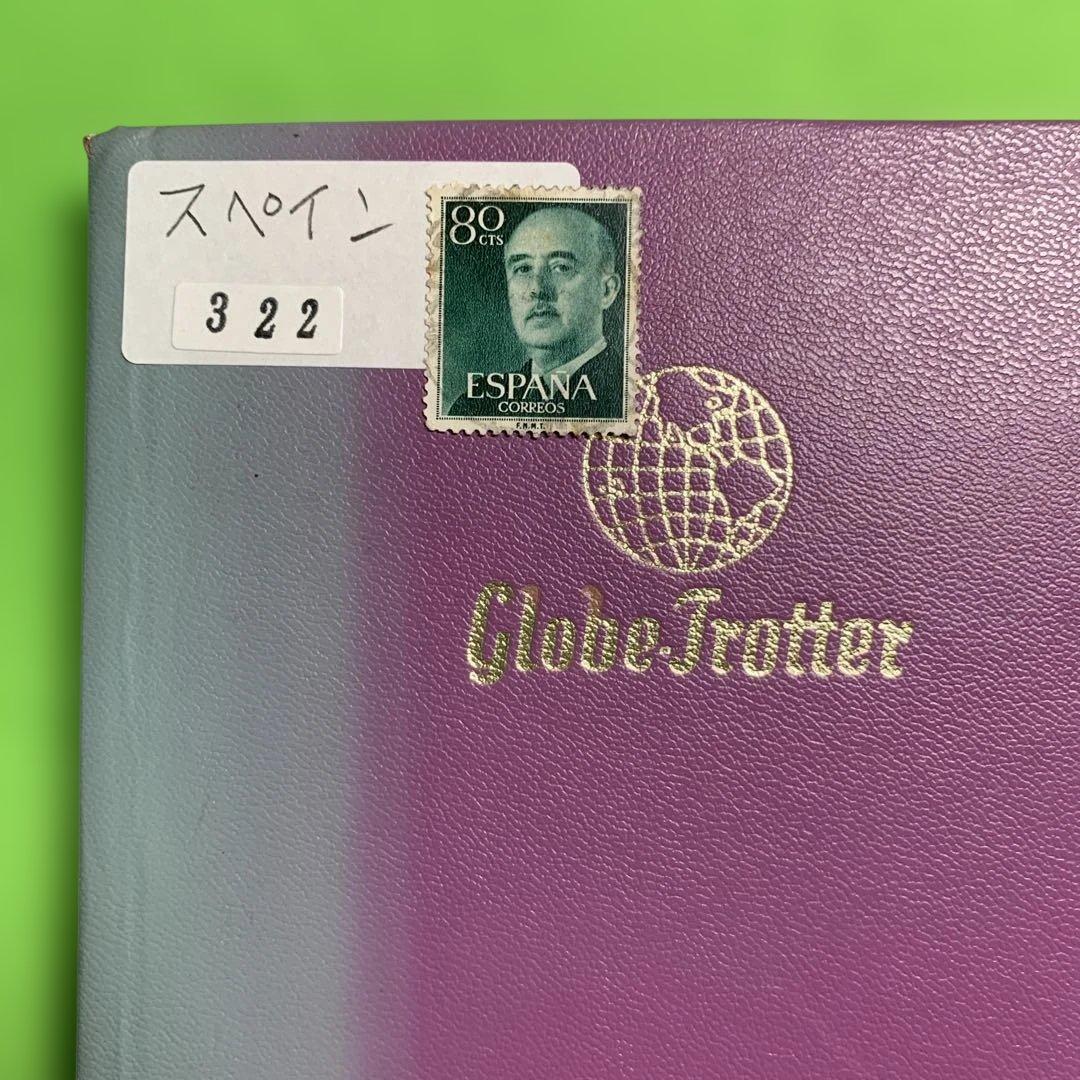 スペイン
322
80
CTS
ESPAÑA
CORREOS
F.N.M.T.
Globe-Trotter